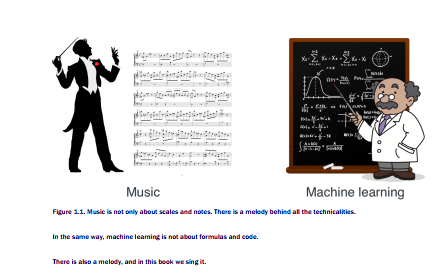 Music
Machine learning
Figure 1.1. Music is not only about scales and notes. There is a melody behind all the technicalities.
In the same way, machine learning is not about formulas and code.
There is also a melody, and in this book we sing it.